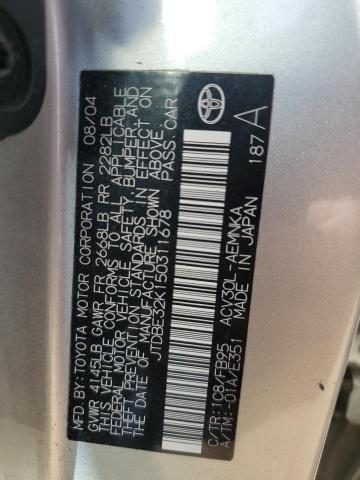 MFD. BY: TOYOTA MOTOR CORPORATION 08/04
GVWR 4145LB GAWR FR 2668LB RR 2282LB
THIS VEHICLE CONFORMS TO ALL APPLICABLE
FEDERAL MOTOR VEHICLE SAFETY, BUMPER, AND
THEFT PREVENTION STANDARDS IN EFFECT ON
THE DATE OF MANUFACTURE SHOWN ABOVE.
JTDBE32K150311678 PASS. CAR
C/TR: 1C8/FB95 ACV30L-AEMNKA
A/TM: -01A/E351 MADE IN JAPAN
187 A
TOYOTA